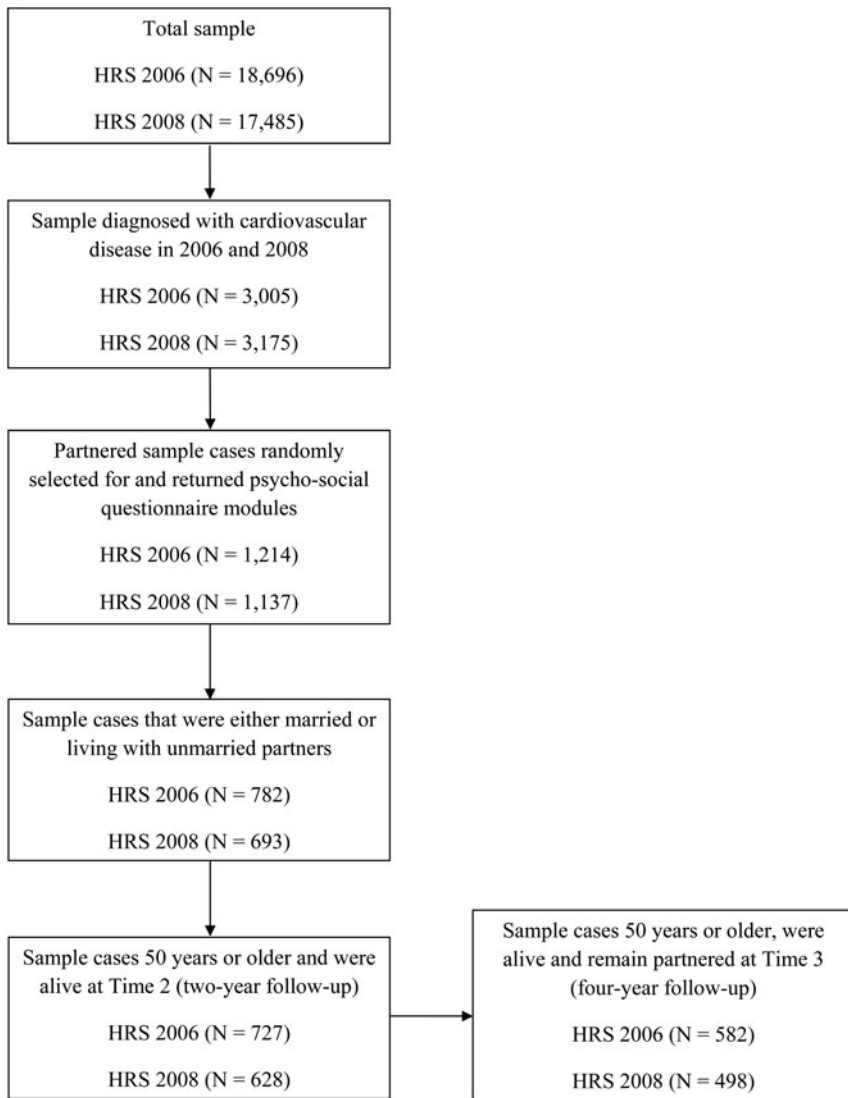 Total sample
HRS 2006 (N = 18,696)
HRS 2008 (N = 17,485)
Sample diagnosed with cardiovascular
disease in 2006 and 2008
HRS 2006 (N = 3,005)
HRS 2008 (N = 3,175)
Partnered sample cases randomly
selected for and returned psycho-social
questionnaire modules
HRS 2006 (N = 1,214)
HRS 2008 (N = 1,137)
Sample cases that were either married or
living with unmarried partners
HRS 2006 (N = 782)
HRS 2008 (N = 693)
Sample cases 50 years or older and were
alive at Time 2 (two-year follow-up)
HRS 2006 (N = 727)
HRS 2008 (N = 628)
Sample cases 50 years or older, were
alive and remain partnered at Time 3
(four-year follow-up)
HRS 2006 (N = 582)
HRS 2008 (N = 498)